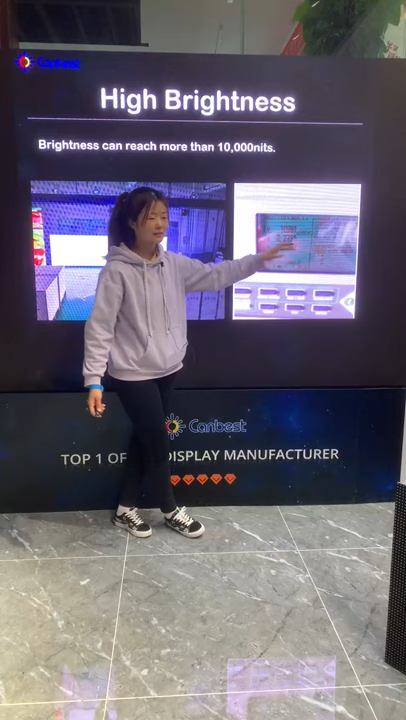 Canbest
High Brightness
Brightness can reach more than 10,000nits.
Canbest
TOP 1 OF DISPLAY MANUFACTURER